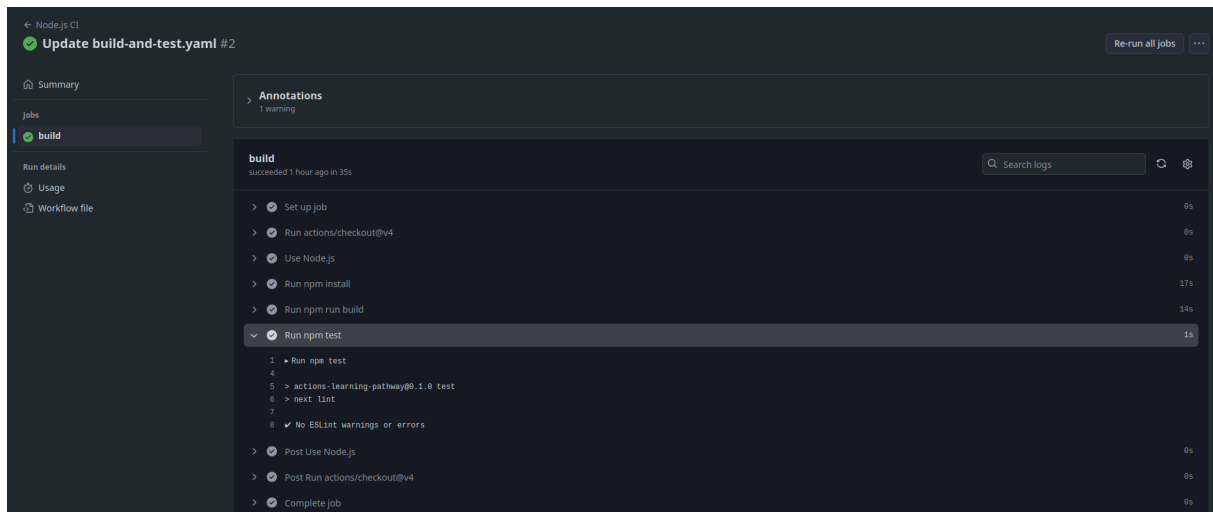 ← Node.js CI
Update build-and-test.yaml #2
Re-run all jobs
...
Summary
Jobs
build
Run details
Usage
Workflow file
Annotations
1 warning
build
succeeded 1 hour ago in 35s
Search logs
Set up job 0s
Run actions/checkout@v4 0s
Use Node.js 0s
Run npm install 17s
Run npm run build 14s
Run npm test 1s
1 ▸ Run npm test
4
5 > actions-learning-pathway@0.1.0 test
6 > next lint
7
8 ✔ No ESLint warnings or errors
Post Use Node.js 0s
Post Run actions/checkout@v4 0s
Complete job 0s